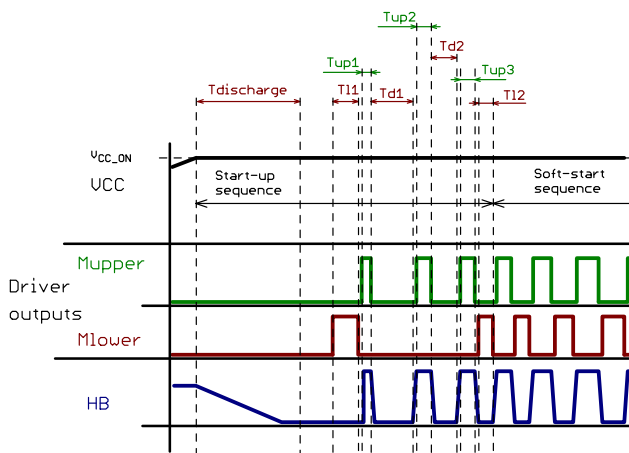 Tup2
Td2
Tup1
Tup3
Tdischarge
Tl1
Td1
Tl2
VCC_ON
VCC
Start-up
sequence
Soft-start
sequence
Mupper
Driver
outputs
Mlower
HB